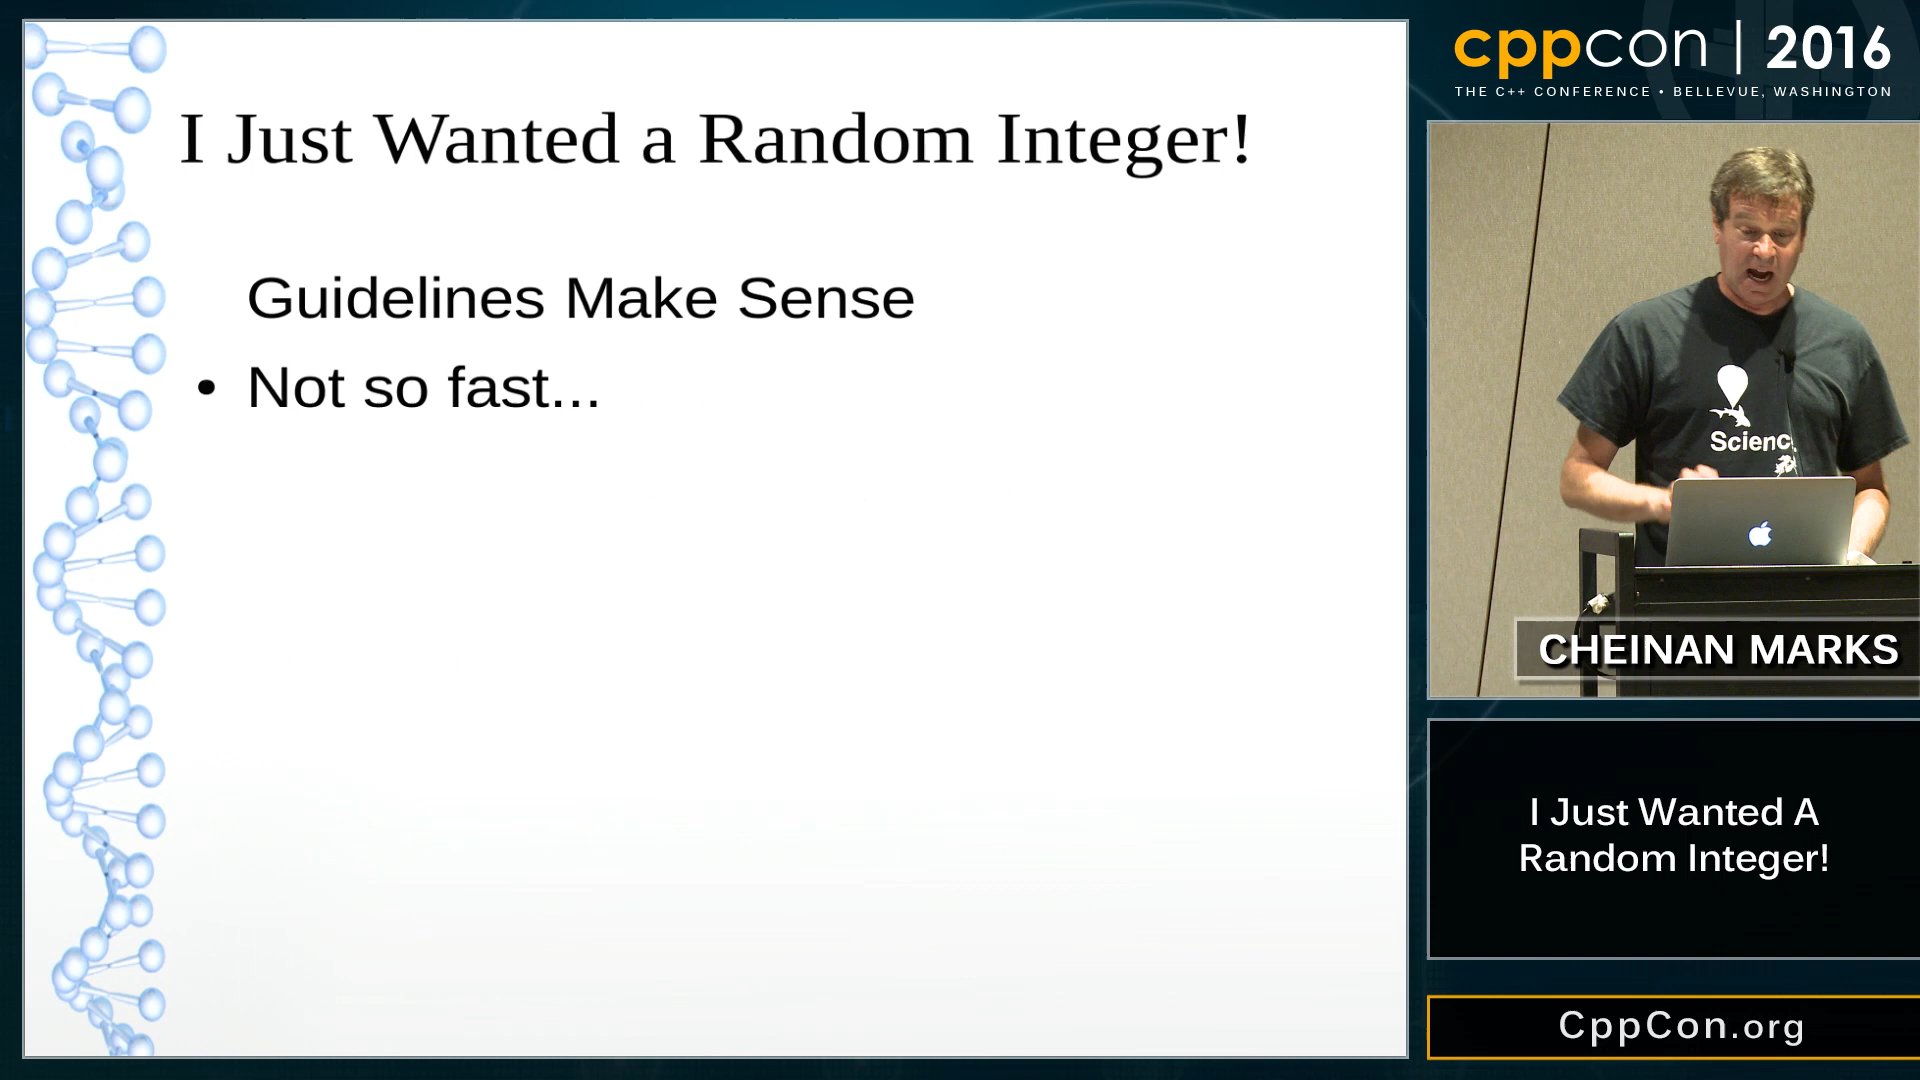 I Just Wanted a Random Integer!
Guidelines Make Sense
• Not so fast...
cppcon | 2016
THE C++ CONFERENCE • BELLEVUE, WASHINGTON
Science
CHEINAN MARKS
I Just Wanted A
Random Integer!
CppCon.org